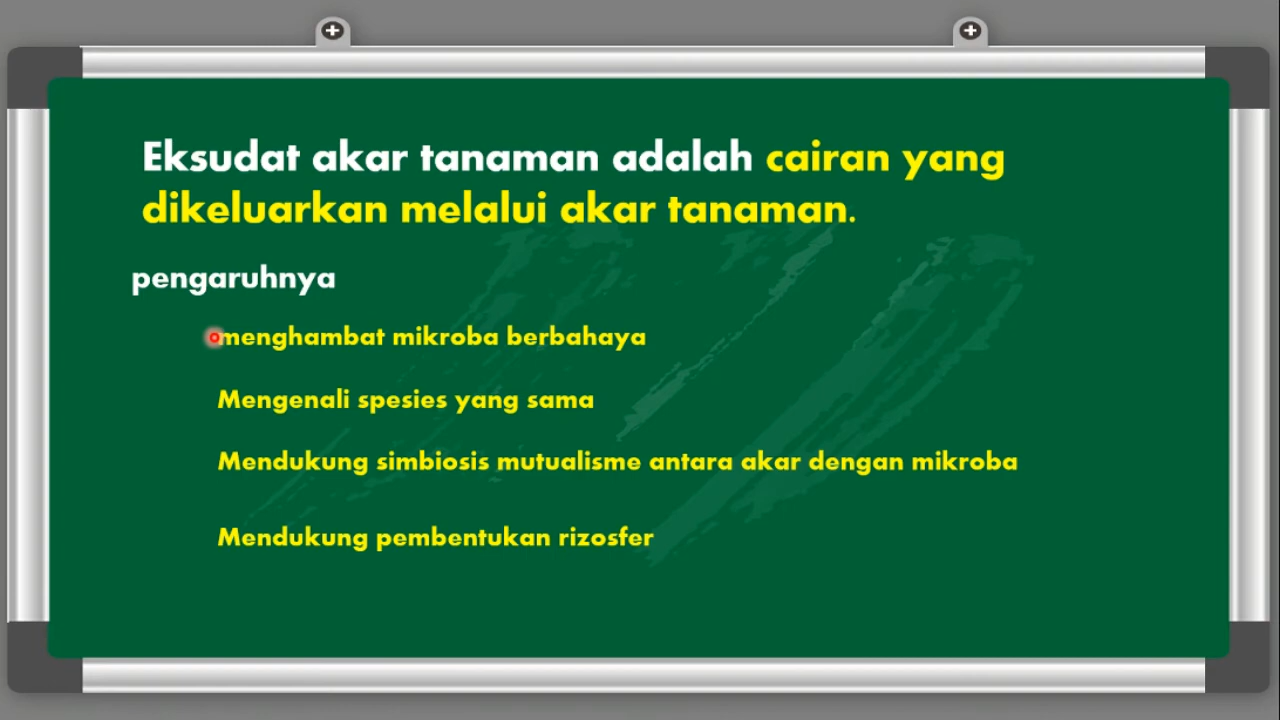 Eksudat akar tanaman adalah cairan yang
dikeluarkan melalui akar tanaman.
pengaruhnya
menghambat mikroba berbahaya
Mengenali spesies yang sama
Mendukung simbiosis mutualisme antara akar dengan mikroba
Mendukung pembentukan rizosfer